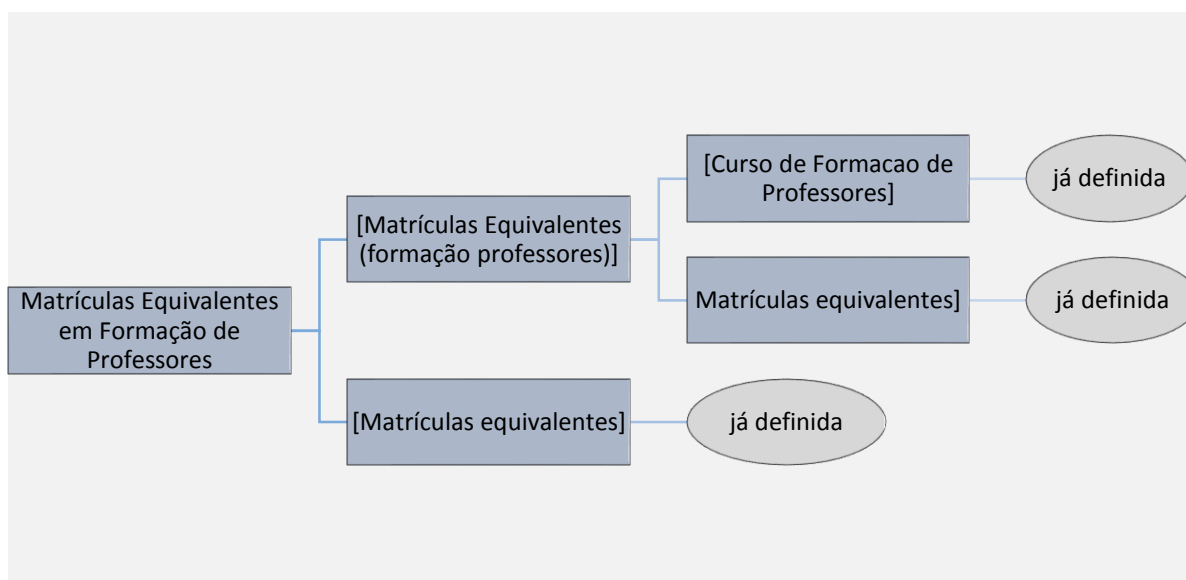 [Curso de Formacao de
Professores]
já definida
[Matrículas Equivalentes
(formação professores)]
Matrículas equivalentes]
já definida
Matrículas Equivalentes
em Formação de
Professores
[Matrículas equivalentes]
já definida